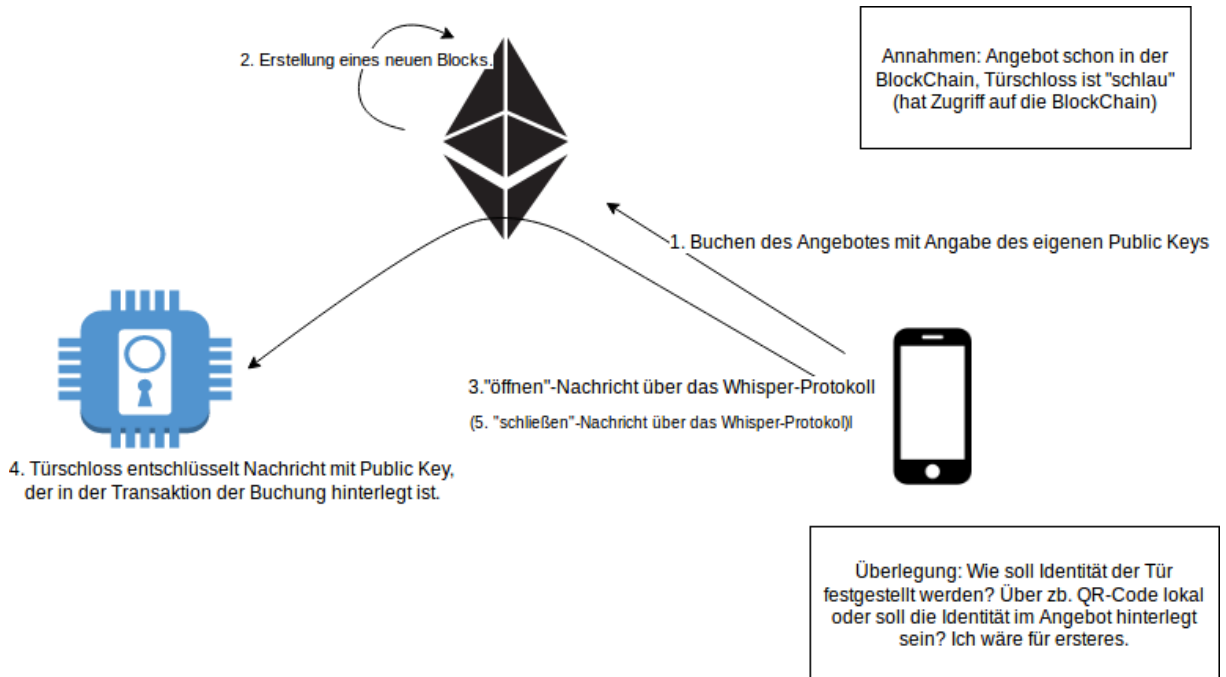 2. Erstellung eines neuen Blocks.
Annahmen: Angebot schon in der
BlockChain, Türschloss ist "schlau"
(hat Zugriff auf die BlockChain)
1. Buchen des Angebotes mit Angabe des eigenen Public Keys
3."öffnen"-Nachricht über das Whisper-Protokoll
(5. "schließen"-Nachricht über das Whisper-Protokol)l
4. Türschloss entschlüsselt Nachricht mit Public Key,
der in der Transaktion der Buchung hinterlegt ist.
Überlegung: Wie soll Identität der Tür
festgestellt werden? Über zb. QR-Code lokal
oder soll die Identität im Angebot hinterlegt
sein? Ich wäre für ersteres.